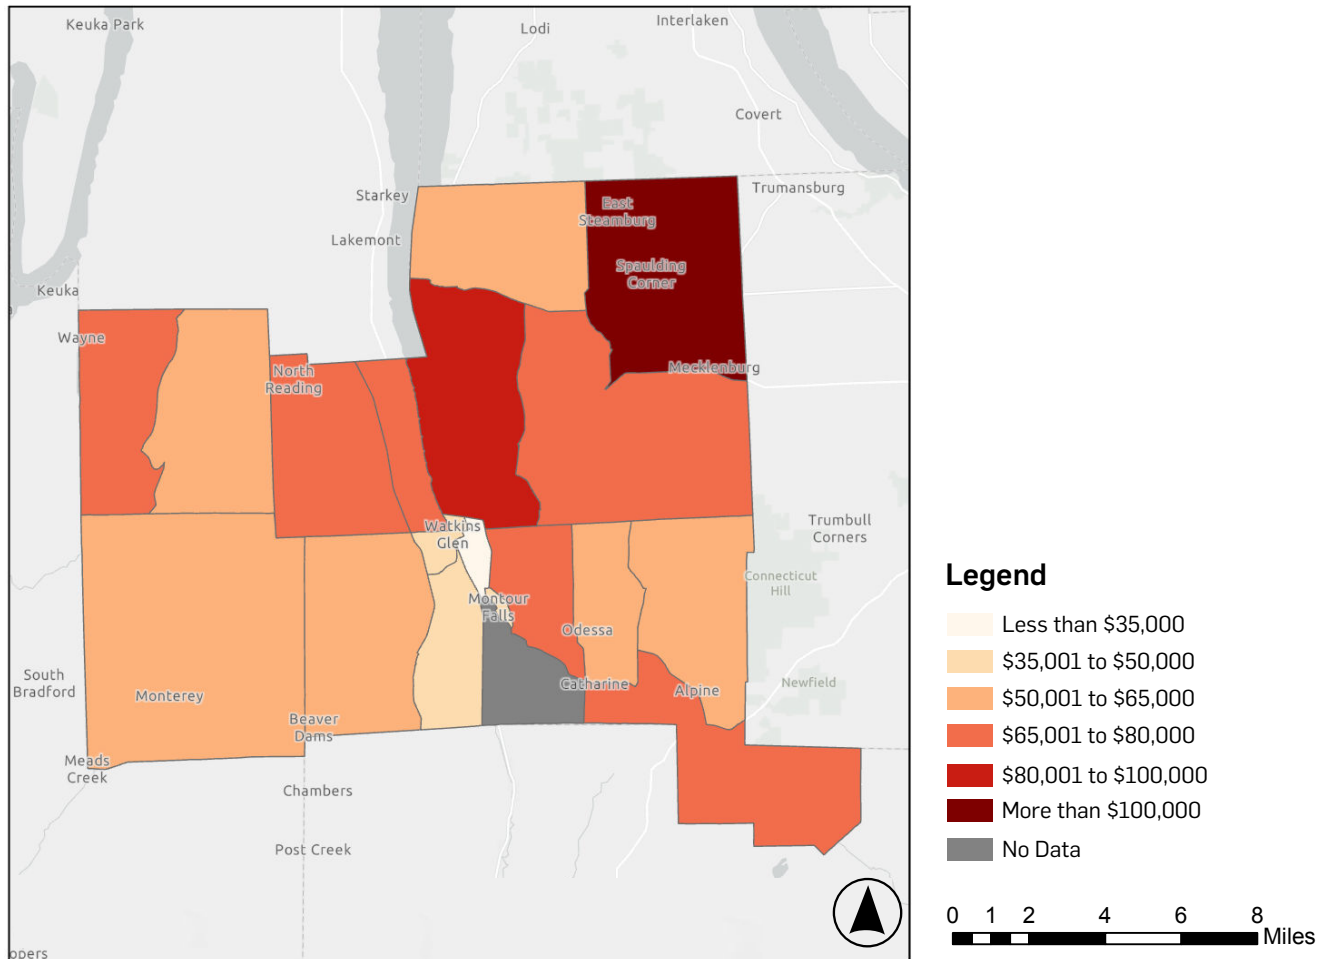 Keuka Park
Lodi
Interlaken
Covert
Starkey
Trumansburg
East
Steamburg
Lakemont
Spaulding
Corner
Keuka
Wayne
North
Reading
Mecklenburg
Watkins
Glen
Trumbull
Corners
Connecticut
Hill
Montour
Falls
Odessa
South
Bradford
Monterey
Catharine
Alpine
Newfield
Beaver
Dams
Meads
Creek
Chambers
Post Creek
ppers
Legend
Less than $35,000
$35,001 to $50,000
$50,001 to $65,000
$65,001 to $80,000
$80,001 to $100,000
More than $100,000
No Data
0 1 2 4 6 8
Miles